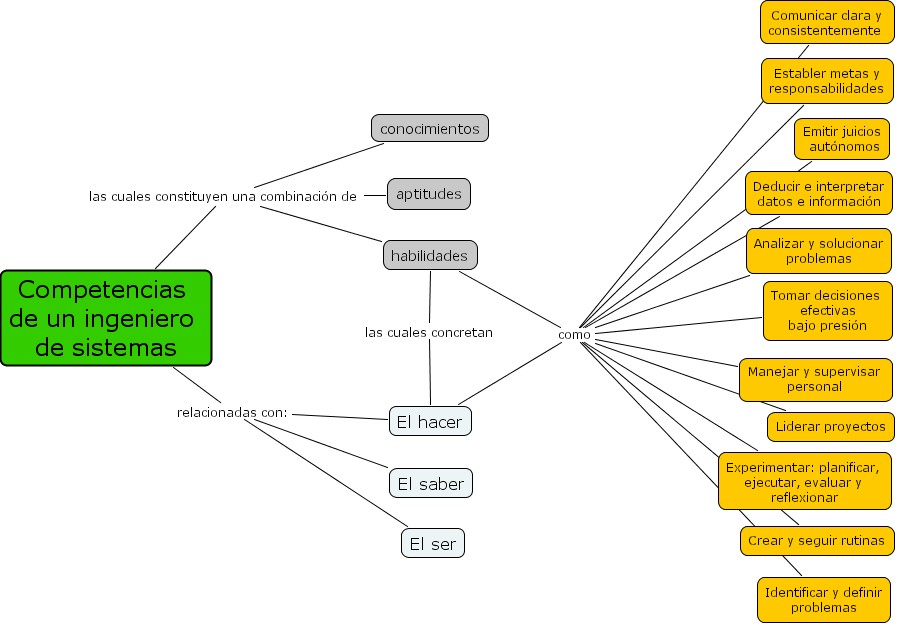 Competencias
de un ingeniero
de sistemas
las cuales constituyen una combinación de
conocimientos
aptitudes
habilidades
las cuales concretan
relacionadas con:
El hacer
El saber
El ser
como
Comunicar clara y
consistentemente
Establer metas y
responsabilidades
Emitir juicios
autónomos
Deducir e interpretar
datos e información
Analizar y solucionar
problemas
Tomar decisiones
efectivas
bajo presión
Manejar y supervisar
personal
Liderar proyectos
Experimentar: planificar,
ejecutar, evaluar y
reflexionar
Crear y seguir rutinas
Identificar y definir
problemas